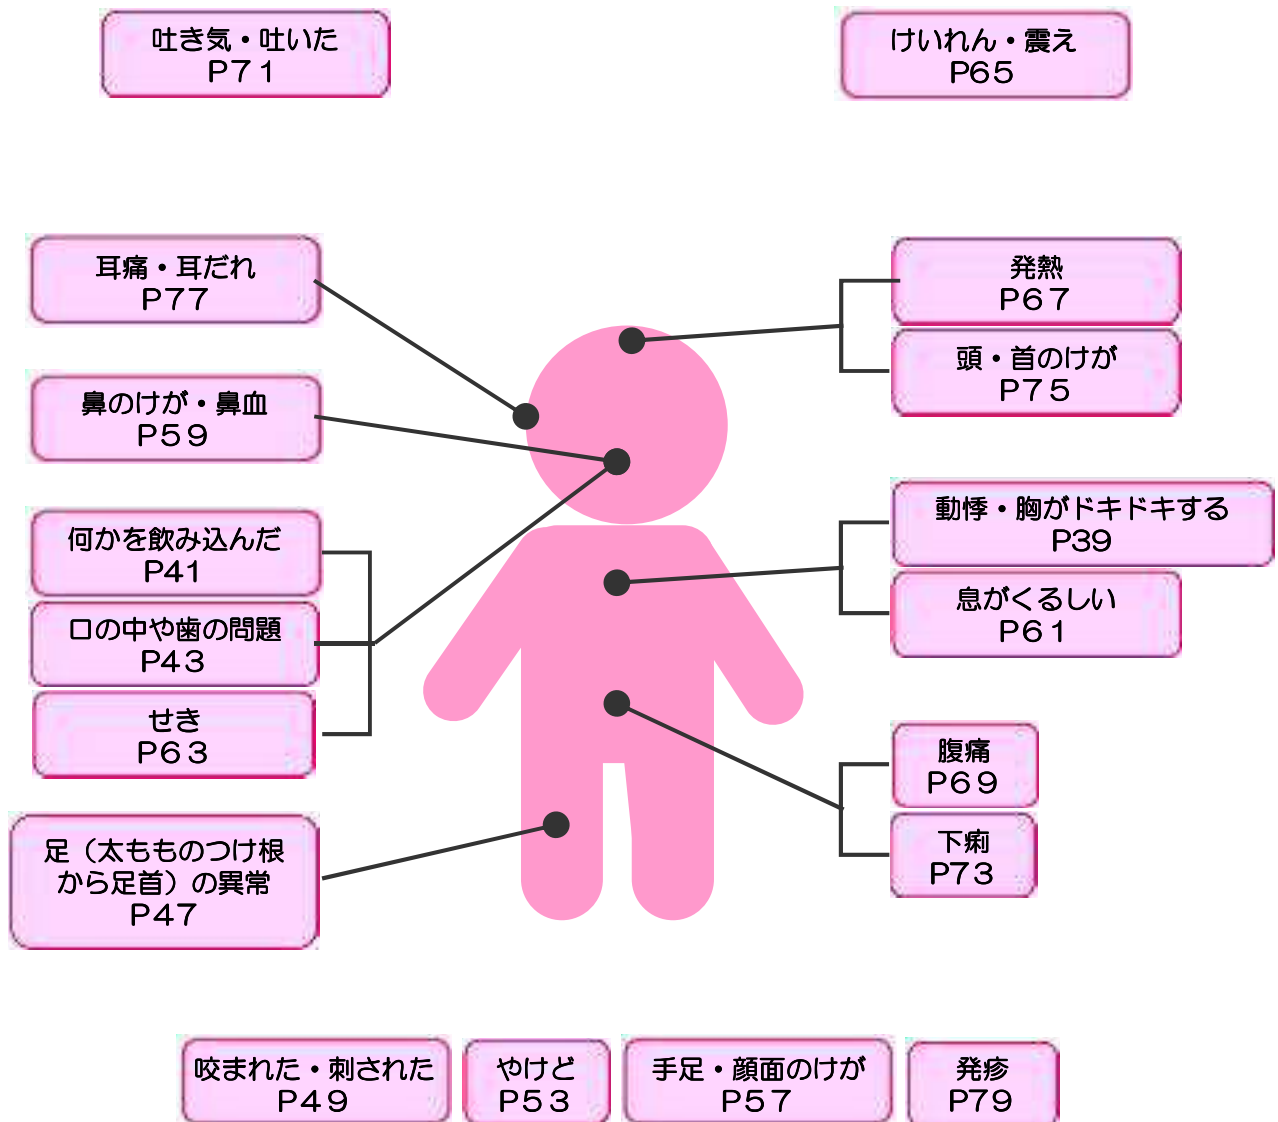 吐き気・吐いた
P71
けいれん・震え
P65
耳痛・耳だれ
P77
発熱
P67
頭・首のけが
P75
鼻のけが・鼻血
P59
動悸・胸がドキドキする
P39
息がくるしい
P61
何かを飲み込んだ
P41
口の中や歯の問題
P43
せき
P63
腹痛
P69
下痢
P73
足（太もものつけ根
から足首）の異常
P47
咬まれた・刺された
P49
やけど
P53
手足・顔面のけが
P57
発疹
P79